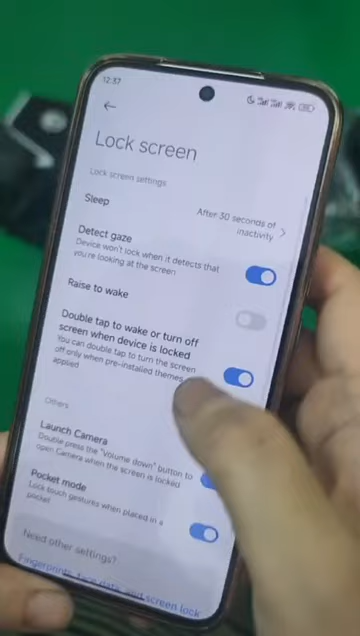 12:37
Lock screen
Lock screen settings
Sleep
After 30 seconds of
inactivity
Detect gaze
Device won't lock when it detects that
you're looking at the screen
Raise to wake
Double tap to wake or turn off
screen when device is locked
You can double tap to turn the screen
off only when pre-installed themes
applied
Others
Launch Camera
Double press the "Volume down" button to
open Camera when the screen is locked
Pocket mode
Lock touch gestures when placed in a
pocket
Need other settings?
Fingerprints, face data, and screen lock